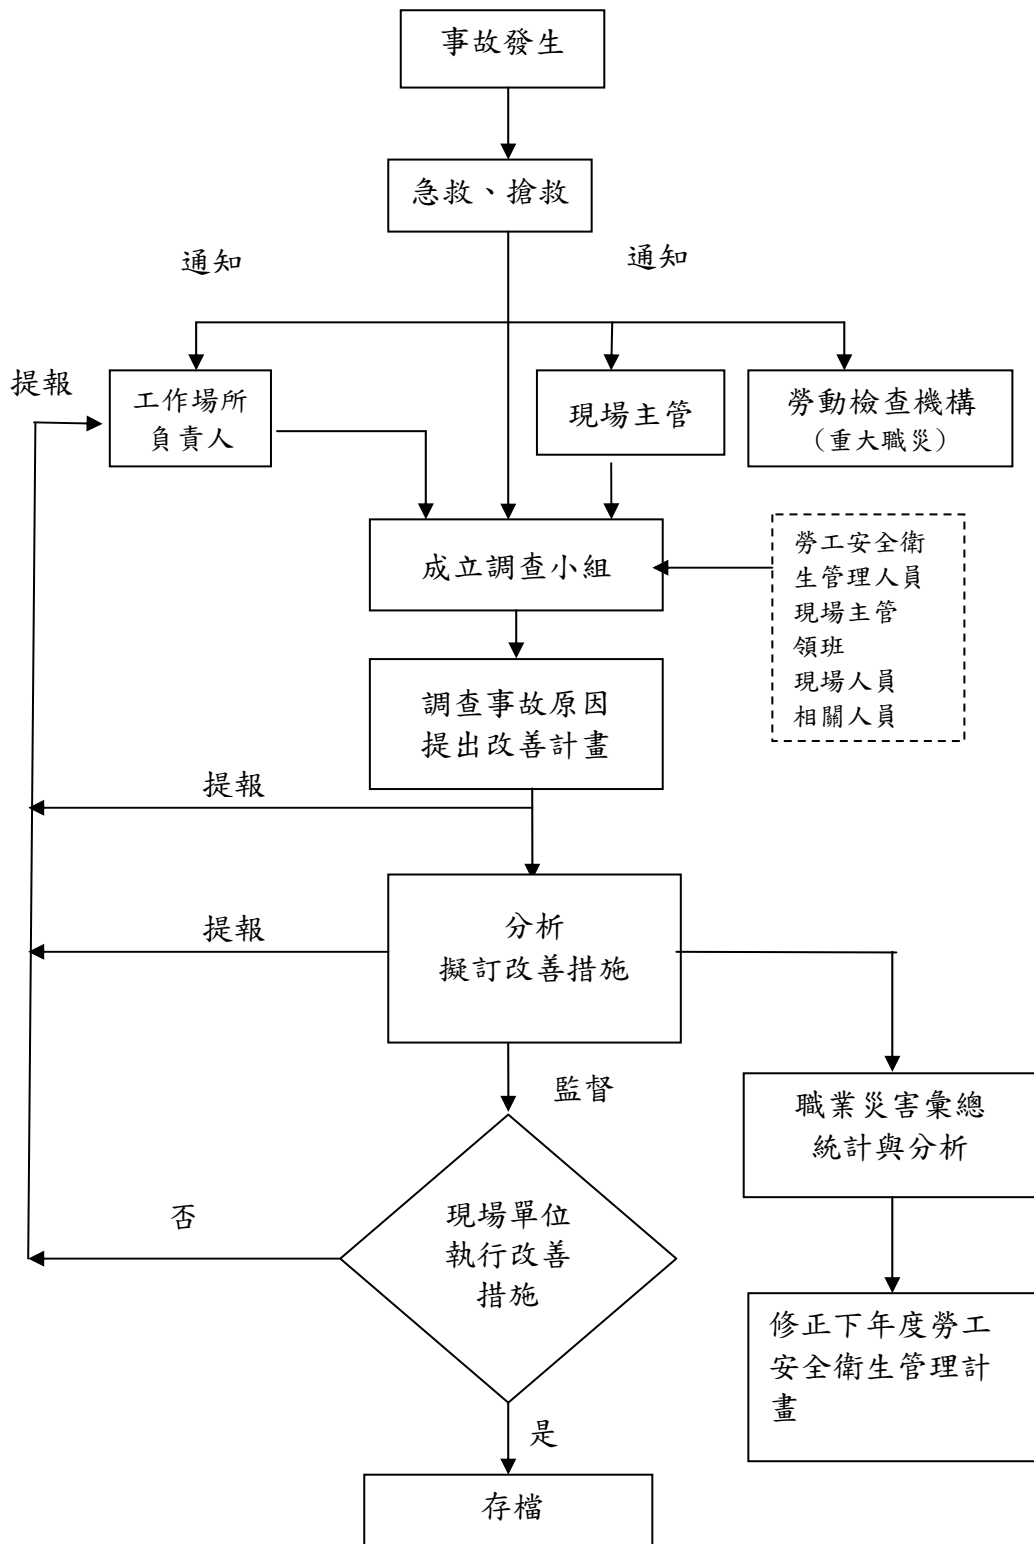 事故發生
急救、搶救
通知
通知
提報
工作場所
負責人
現場主管
勞動檢查機構
（重大職災）
成立調查小組
勞工安全衛
生管理人員
現場主管
領班
現場人員
相關人員
調查事故原因
提出改善計畫
提報
提報
分析
擬訂改善措施
監督
職業災害彙總
統計與分析
否
現場單位
執行改善
措施
修正下年度勞工
安全衛生管理計
畫
是
存檔